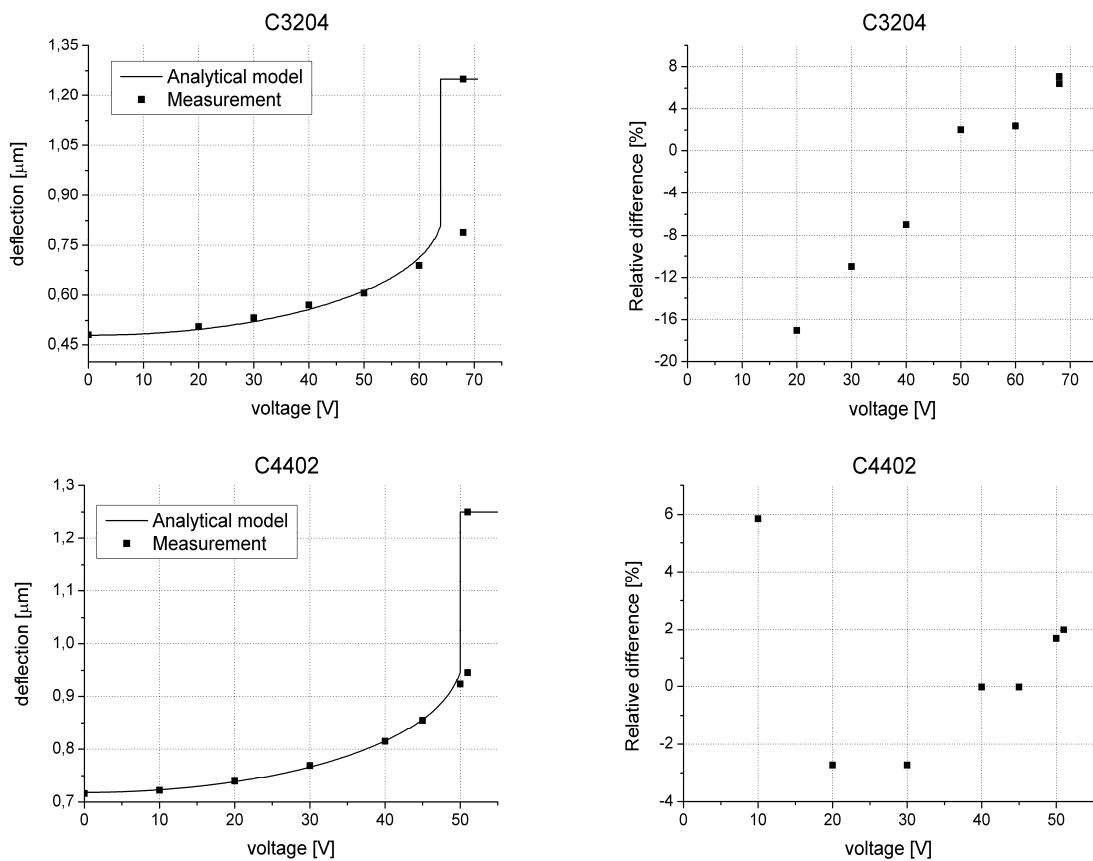 C3204
1,35
1,20
1,05
0,90
0,75
0,60
0,45
deflection [μm]
Analytical model
Measurement
0 10 20 30 40 50 60 70
voltage [V]
C3204
8
4
0
-4
-8
-12
-16
-20
Relative difference [%]
0 10 20 30 40 50 60 70
voltage [V]
C4402
1,3
1,2
1,1
1,0
0,9
0,8
0,7
deflection [μm]
Analytical model
Measurement
0 10 20 30 40 50
voltage [V]
C4402
6
4
2
0
-2
-4
Relative difference [%]
0 10 20 30 40 50
voltage [V]